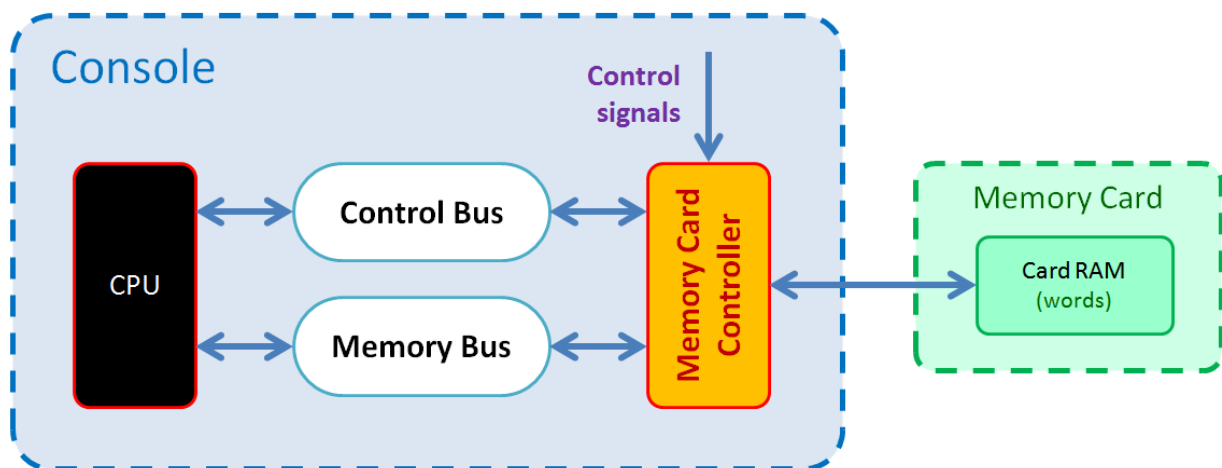 Console
Control
signals
CPU
Control Bus
Memory Bus
Memory Card
Controller
Memory Card
Card RAM
(words)